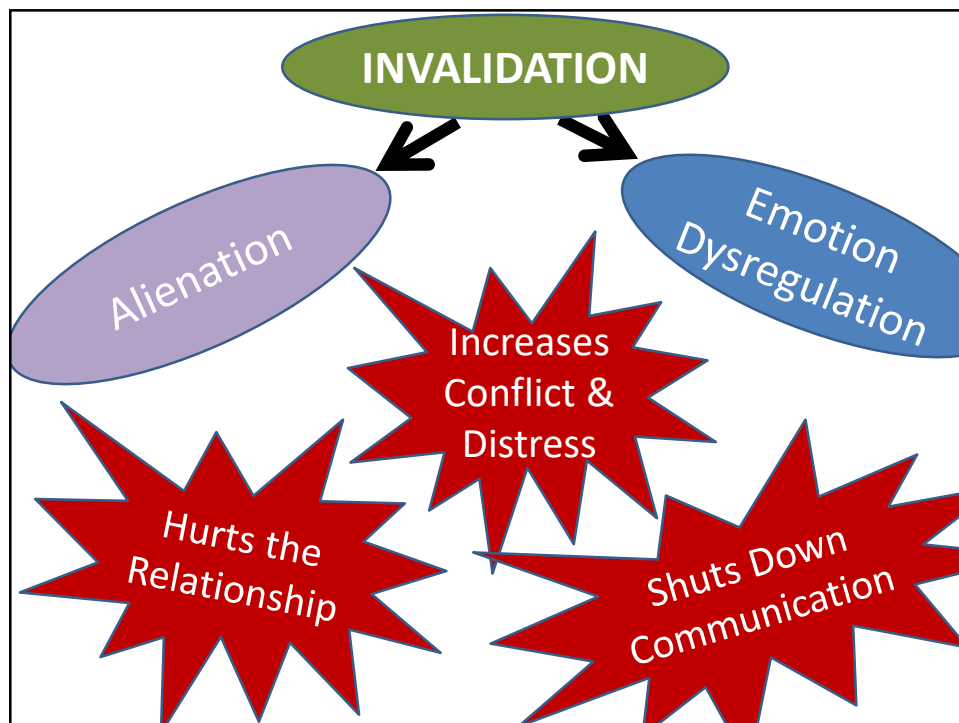 INVALIDATION
Alienation
Emotion
Dysregulation
Increases
Conflict &
Distress
Hurts the
Relationship
Shuts Down
Communication